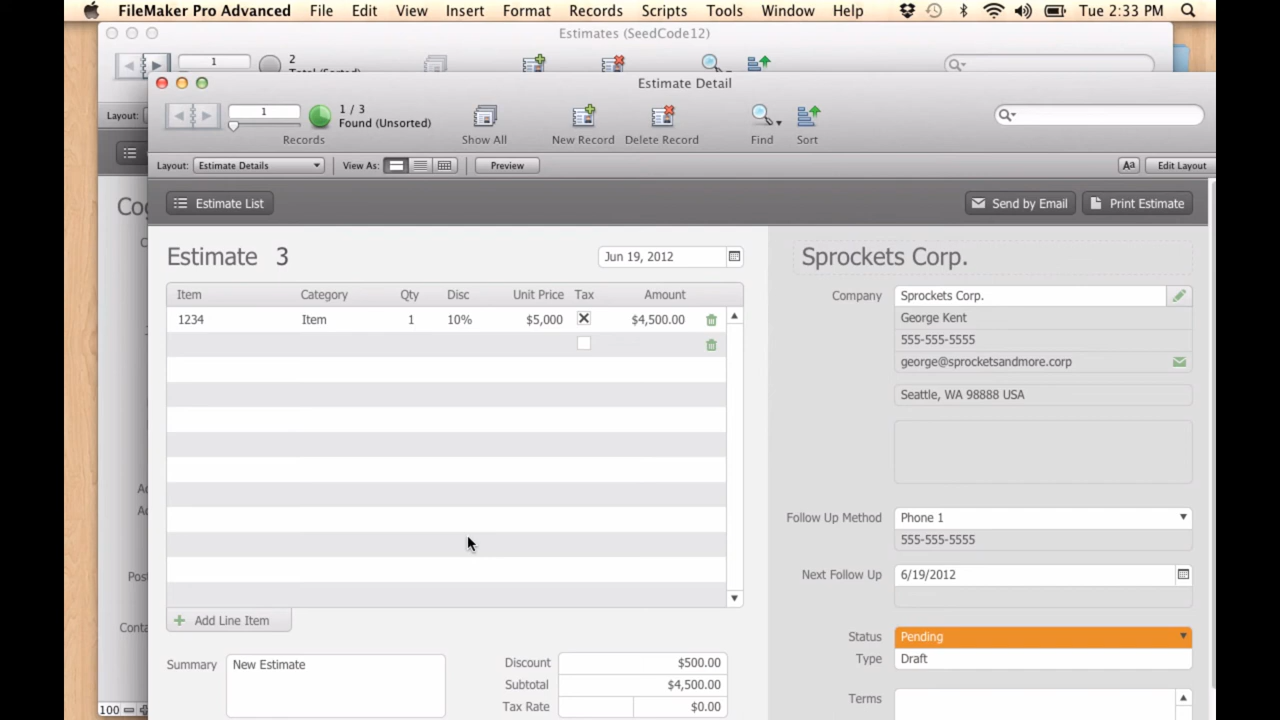 FileMaker Pro Advanced File Edit View Insert Format Records Scripts Tools Window Help Tue 2:33 PM
Estimates (SeedCode12)
1 2
Total (Sorted)
Layout:
Estimate Detail
1 1 / 3
Found (Unsorted)
Records Show All New Record Delete Record Find Sort
Layout: Estimate Details View As: Preview Aa Edit Layout
Estimate List Send by Email Print Estimate
Estimate 3 Jun 19, 2012
Item Category Qty Disc Unit Price Tax Amount
1234 Item 1 10% $5,000 $4,500.00
Add Line Item
Summary New Estimate
Discount $500.00
Subtotal $4,500.00
Tax Rate $0.00
Sprockets Corp.
Company Sprockets Corp.
George Kent
555-555-5555
george@sprocketsandmore.corp
Seattle, WA 98888 USA
Follow Up Method Phone 1
555-555-5555
Next Follow Up 6/19/2012
Status Pending
Type Draft
Terms
100